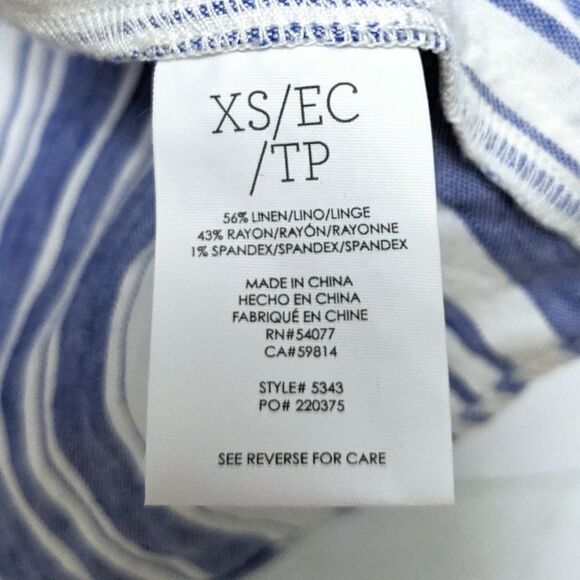 XS/EC
/TP
56% LINEN/LINO/LINGE
43% RAYON/RAYÓN/RAYONNE
1% SPANDEX/SPANDEX/SPANDEX
MADE IN CHINA
HECHO EN CHINA
FABRIQUÉ EN CHINE
RN#54077
CA#59814
STYLE# 5343
PO# 220375
SEE REVERSE FOR CARE